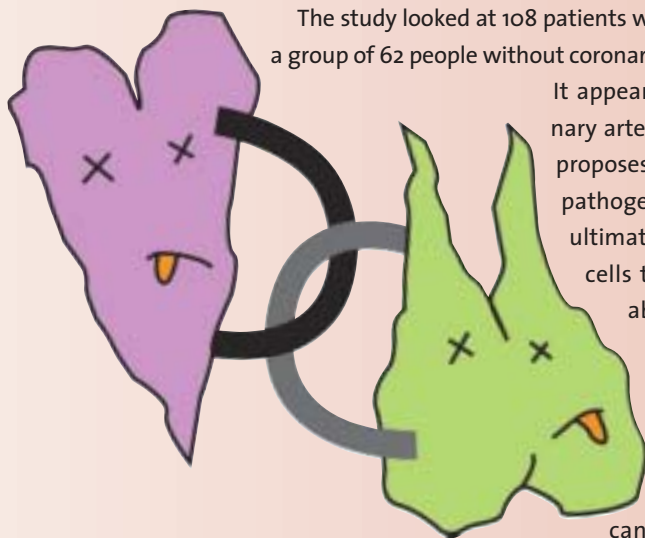 The study looked at 108 patients w
a group of 62 people without coronar
It appear
nary arte
proposes
pathoge
ultimat
cells t
ab
can